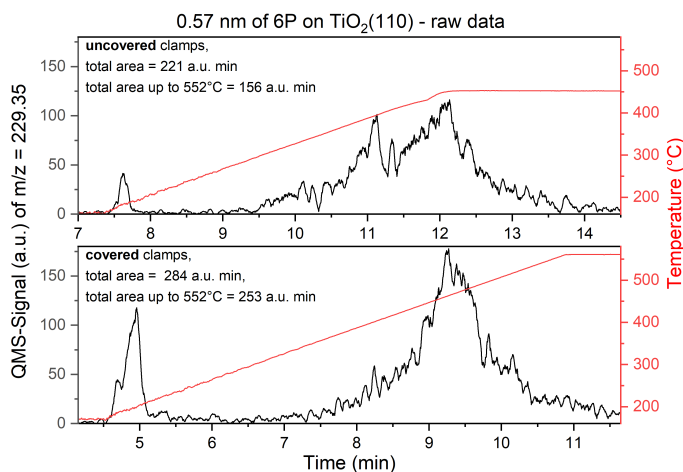 0.57 nm of 6P on TiO₂(110) - raw data
QMS-Signal (a.u.) of m/z = 229.35
Temperature (°C)
uncovered clamps,
total area = 221 a.u. min
total area up to 552°C = 156 a.u. min
150
100
50
0
500
400
300
200
7 8 9 10 11 12 13 14
covered clamps,
total area = 284 a.u. min,
total area up to 552°C = 253 a.u. min
150
100
50
0
500
400
300
200
5 6 7 8 9 10 11
Time (min)